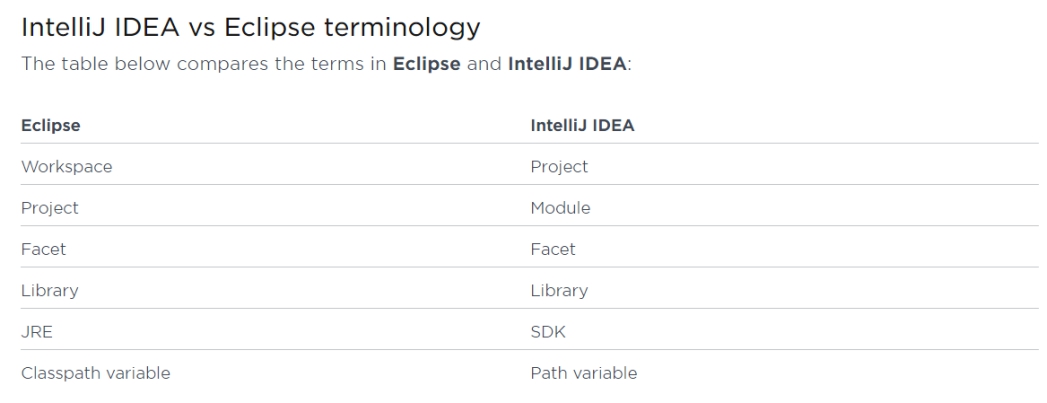 IntelliJ IDEA vs Eclipse terminology
The table below compares the terms in Eclipse and IntelliJ IDEA:
Eclipse IntelliJ IDEA
Workspace Project
Project Module
Facet Facet
Library Library
JRE SDK
Classpath variable Path variable